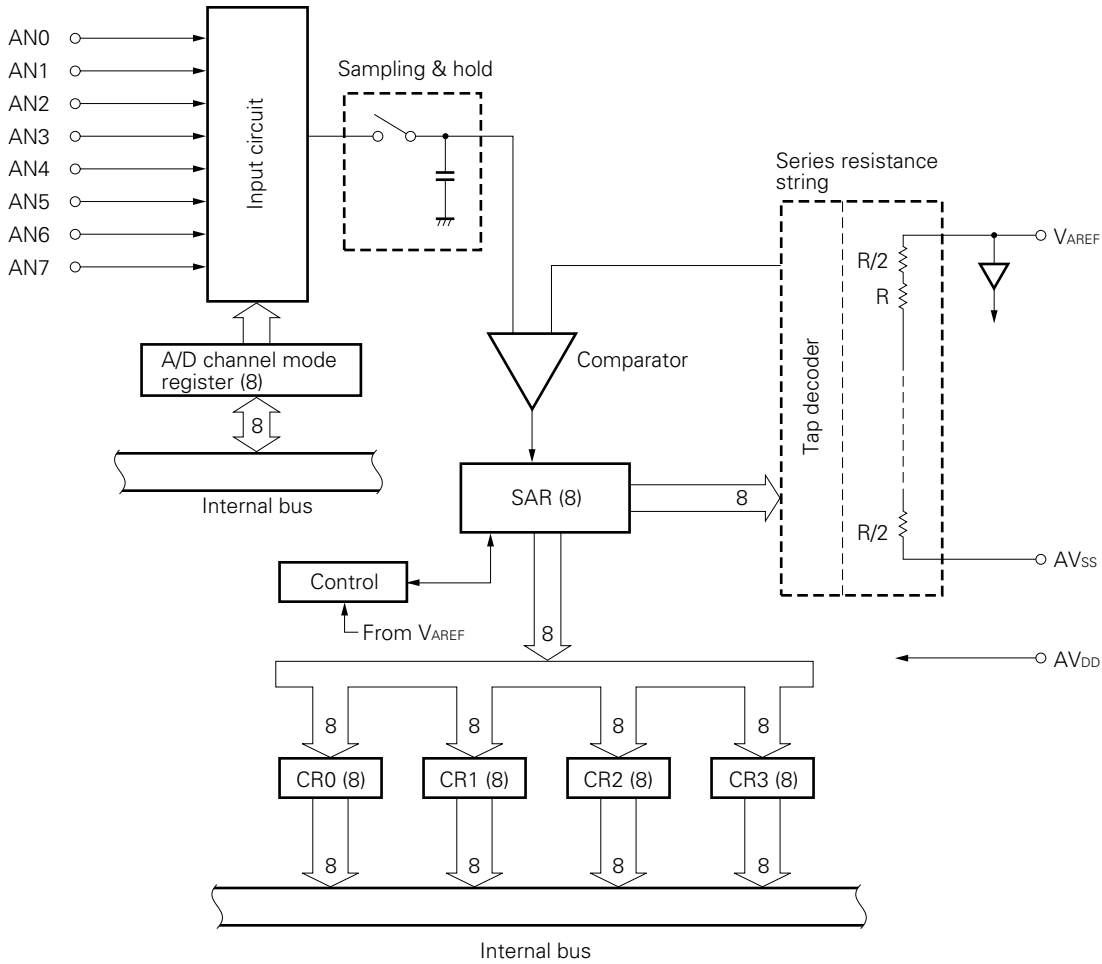 AN0
AN1
AN2
AN3
AN4
AN5
AN6
AN7
Input circuit
Sampling & hold
Series resistance
string
Tap decoder
R/2
R
R/2
VAREF
AVSS
AVDD
Comparator
A/D channel mode
register (8)
8
Internal bus
SAR (8)
8
Control
From VAREF
8
8
8
8
8
CR0 (8)
CR1 (8)
CR2 (8)
CR3 (8)
8
8
8
8
Internal bus